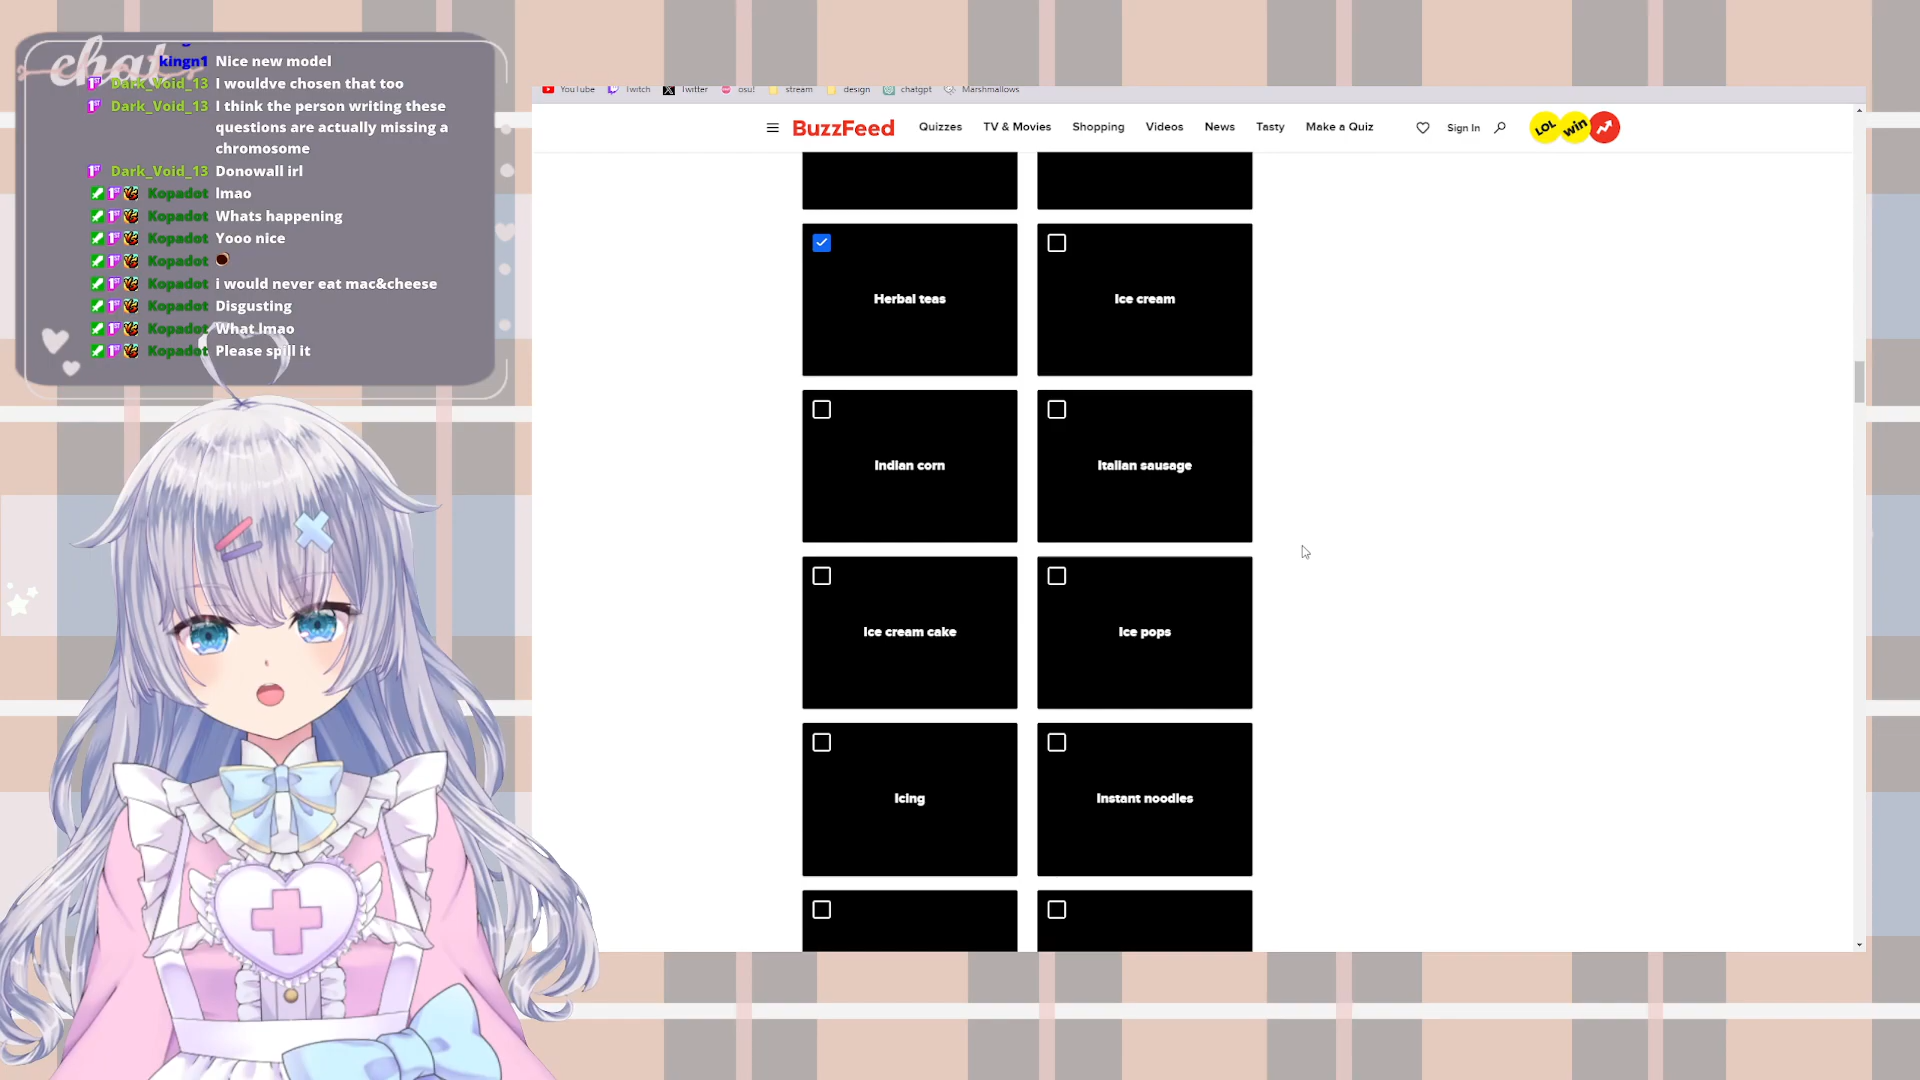 chat
kingn1 Nice new model
Dark_Void_13 I wouldve chosen that too
Dark_Void_13 I think the person writing these
questions are actually missing a
chromosome
Dark_Void_13 Donowall irl
Kopadot lmao
Kopadot Whats happening
Kopadot Yooo nice
Kopadot
Kopadot i would never eat mac&cheese
Kopadot Disgusting
Kopadot What lmao
Kopadot Please spill it
YouTube Twitch Twitter osu! stream design chatgpt Marshmallows
BuzzFeed Quizzes TV & Movies Shopping Videos News Tasty Make a Quiz Sign In LOL win
Herbal teas
Ice cream
Indian corn
Italian sausage
Ice cream cake
Ice pops
Icing
Instant noodles